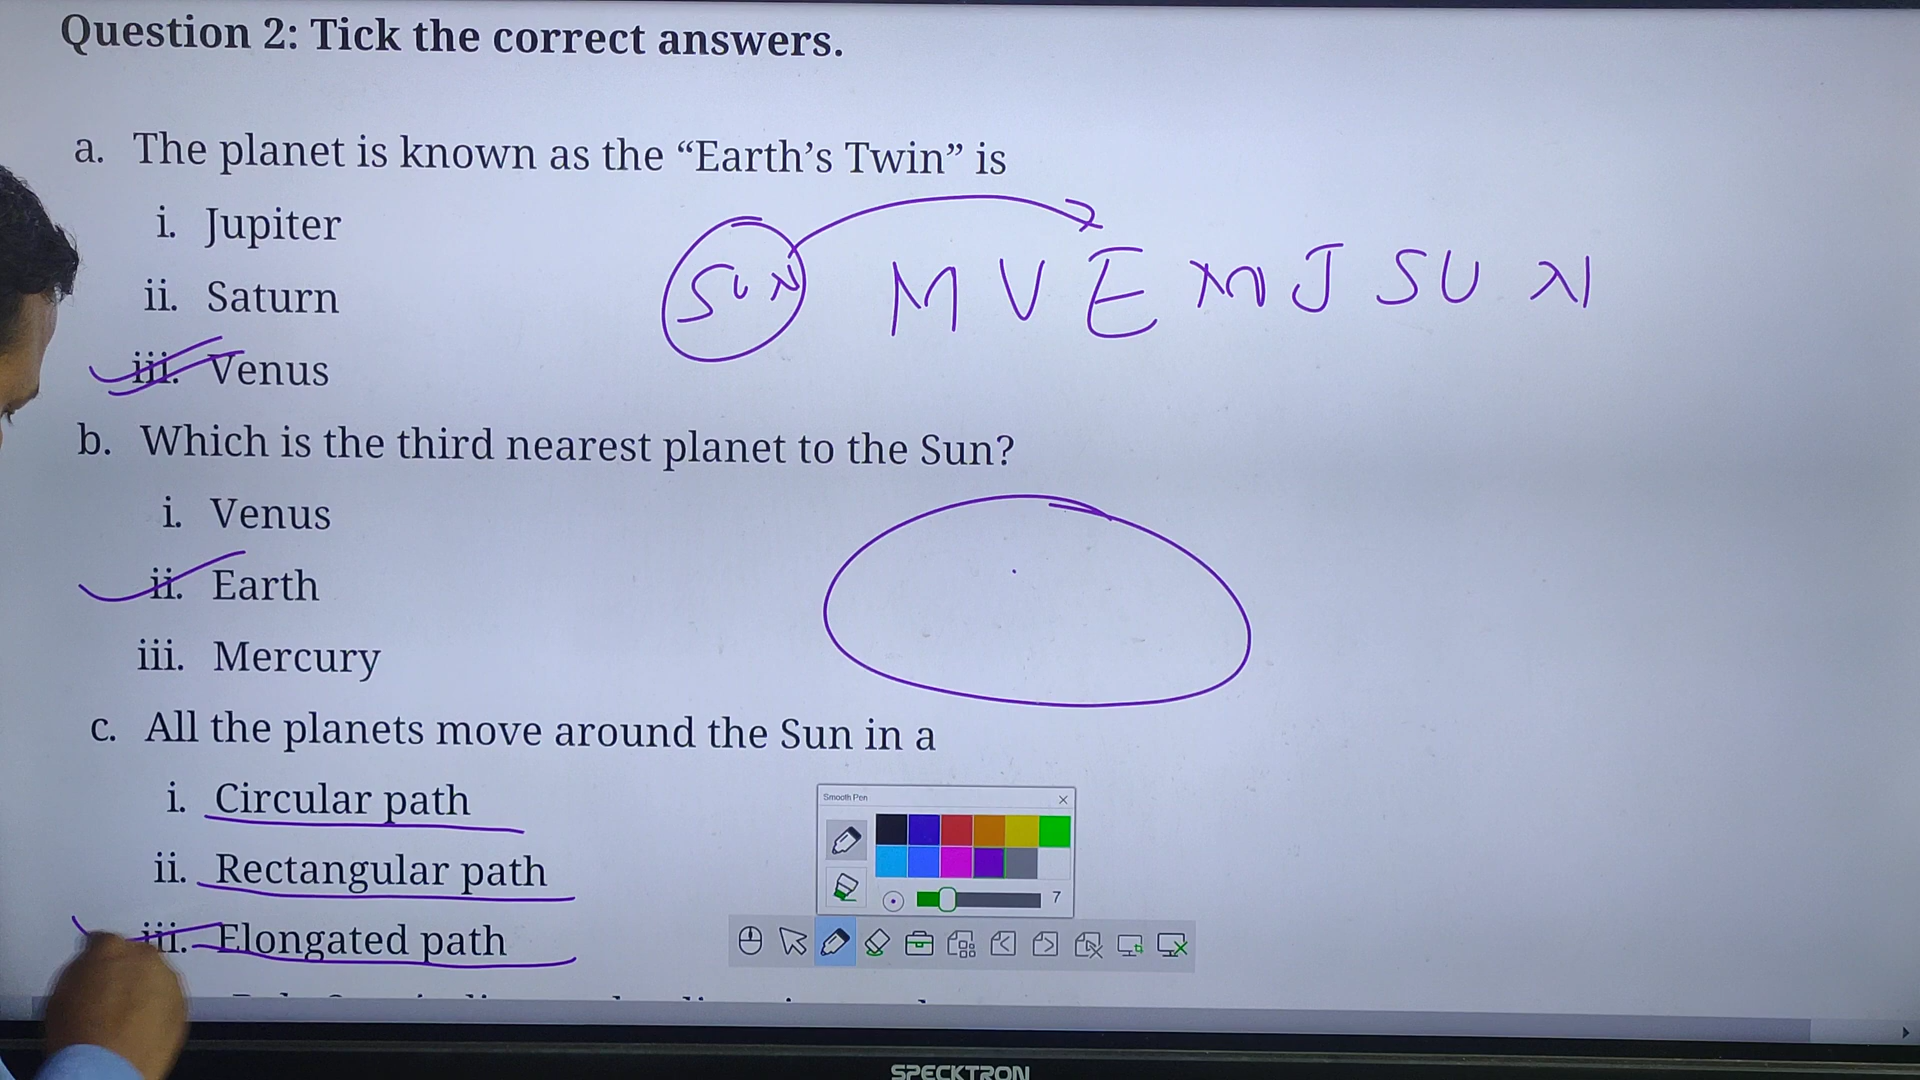 Question 2: Tick the correct answers.
a. The planet is known as the “Earth’s Twin” is
i. Jupiter
ii. Saturn
iii. Venus
SUN M V E M J S U N
b. Which is the third nearest planet to the Sun?
i. Venus
ii. Earth
iii. Mercury
c. All the planets move around the Sun in a
i. Circular path
ii. Rectangular path
iii. Elongated path
Smooth Pen
7
SPECKTRON